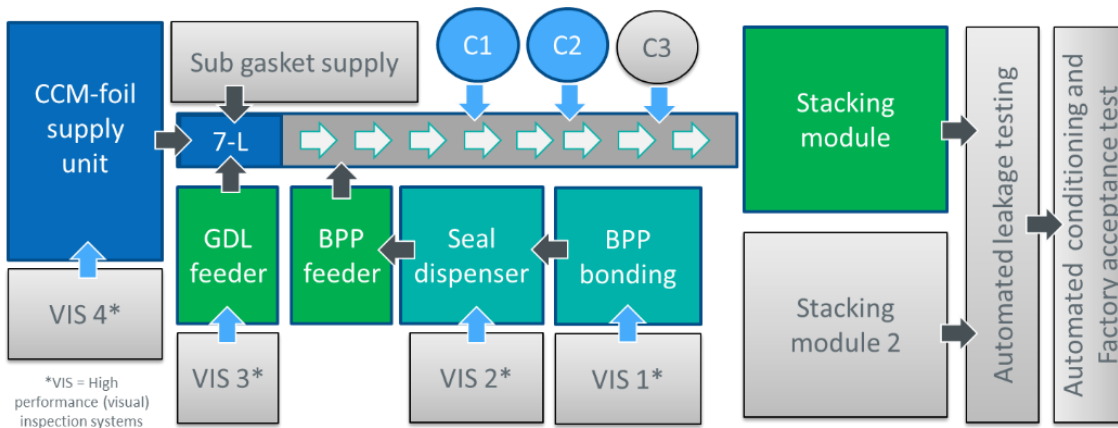 CCM-foil
supply
unit
Sub gasket supply
C1
C2
C3
7-L
GDL
feeder
BPP
feeder
Seal
dispenser
BPP
bonding
VIS 4*
VIS 3*
VIS 2*
VIS 1*
*VIS = High
performance (visual)
inspection systems
Stacking
module
Stacking
module 2
Automated leakage testing
Automated conditioning and
Factory acceptance test